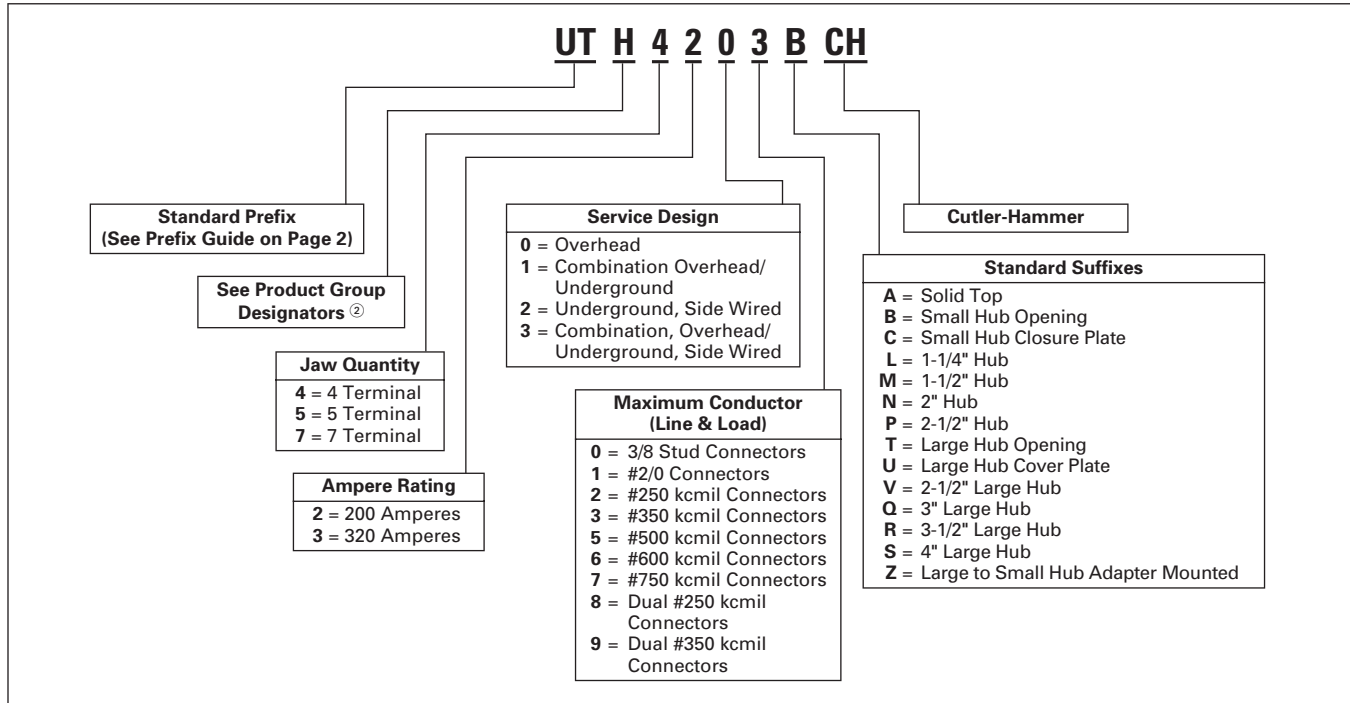 UT H 4 2 0 3 B CH
Standard Prefix
(See Prefix Guide on Page 2)
See Product Group
Designators ②
Jaw Quantity
4 = 4 Terminal
5 = 5 Terminal
7 = 7 Terminal
Ampere Rating
2 = 200 Amperes
3 = 320 Amperes
Service Design
0 = Overhead
1 = Combination Overhead/
Underground
2 = Underground, Side Wired
3 = Combination, Overhead/
Underground, Side Wired
Maximum Conductor
(Line & Load)
0 = 3/8 Stud Connectors
1 = #2/0 Connectors
2 = #250 kcmil Connectors
3 = #350 kcmil Connectors
5 = #500 kcmil Connectors
6 = #600 kcmil Connectors
7 = #750 kcmil Connectors
8 = Dual #250 kcmil
Connectors
9 = Dual #350 kcmil
Connectors
Cutler-Hammer
Standard Suffixes
A = Solid Top
B = Small Hub Opening
C = Small Hub Closure Plate
L = 1-1/4" Hub
M = 1-1/2" Hub
N = 2" Hub
P = 2-1/2" Hub
T = Large Hub Opening
U = Large Hub Cover Plate
V = 2-1/2" Large Hub
Q = 3" Large Hub
R = 3-1/2" Large Hub
S = 4" Large Hub
Z = Large to Small Hub Adapter Mounted